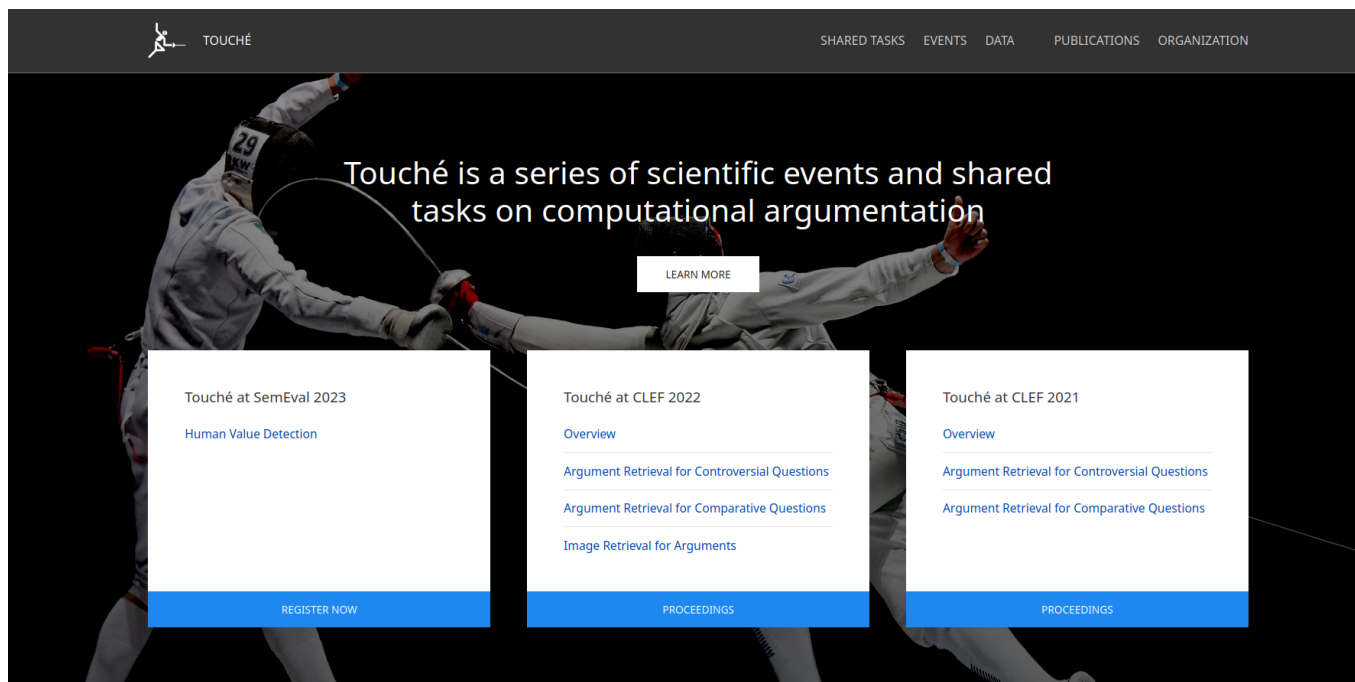 TOUCHÉ
SHARED TASKS EVENTS DATA PUBLICATIONS ORGANIZATION
29
KW
Touché is a series of scientific events and shared
tasks on computational argumentation
LEARN MORE
Touché at SemEval 2023
Human Value Detection
REGISTER NOW
Touché at CLEF 2022
Overview
Argument Retrieval for Controversial Questions
Argument Retrieval for Comparative Questions
Image Retrieval for Arguments
PROCEEDINGS
Touché at CLEF 2021
Overview
Argument Retrieval for Controversial Questions
Argument Retrieval for Comparative Questions
PROCEEDINGS